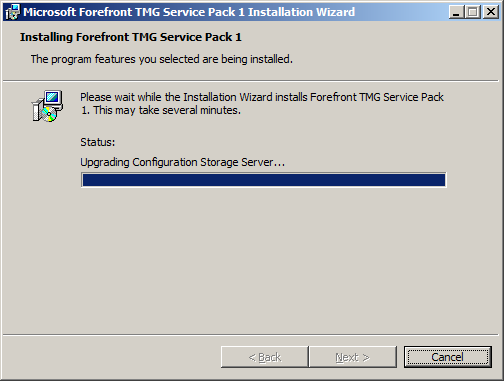 Microsoft Forefront TMG Service Pack 1 Installation Wizard
Installing Forefront TMG Service Pack 1
The program features you selected are being installed.
Please wait while the Installation Wizard installs Forefront TMG Service Pack
1. This may take several minutes.
Status:
Upgrading Configuration Storage Server...
< Back Next > Cancel